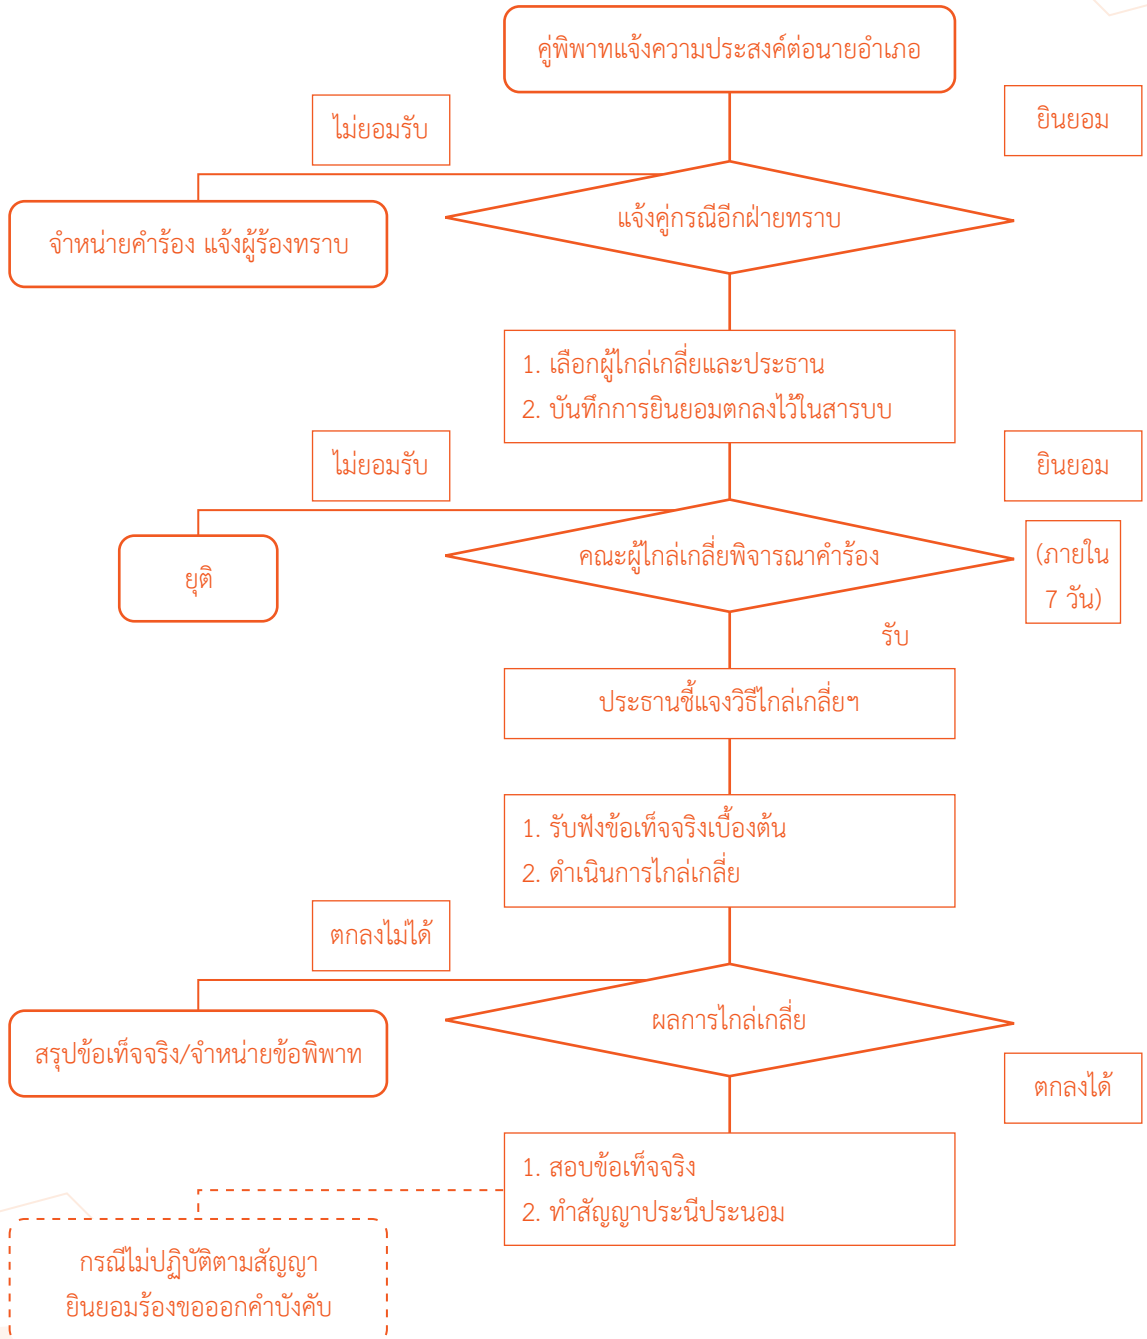 คู่พิพาทแจ้งความประสงค์ต่อนายอำเภอ
ไม่ยอมรับ
ยินยอม
แจ้งคู่กรณีอีกฝ่ายทราบ
จำหน่ายคำร้อง แจ้งผู้ร้องทราบ
1. เลือกผู้ไกล่เกลี่ยและประธาน
2. บันทึกการยินยอมตกลงไว้ในสารบบ
ไม่ยอมรับ
ยินยอม
คณะผู้ไกล่เกลี่ยพิจารณาคำร้อง
(ภายใน
7 วัน)
ยุติ
รับ
ประธานชี้แจงวิธีไกล่เกลี่ยฯ
1. รับฟังข้อเท็จจริงเบื้องต้น
2. ดำเนินการไกล่เกลี่ย
ตกลงไม่ได้
ผลการไกล่เกลี่ย
สรุปข้อเท็จจริง/จำหน่ายข้อพิพาท
ตกลงได้
1. สอบข้อเท็จจริง
2. ทำสัญญาประนีประนอม
กรณีไม่ปฏิบัติตามสัญญา
ยินยอมร้องขอออกคำบังคับ